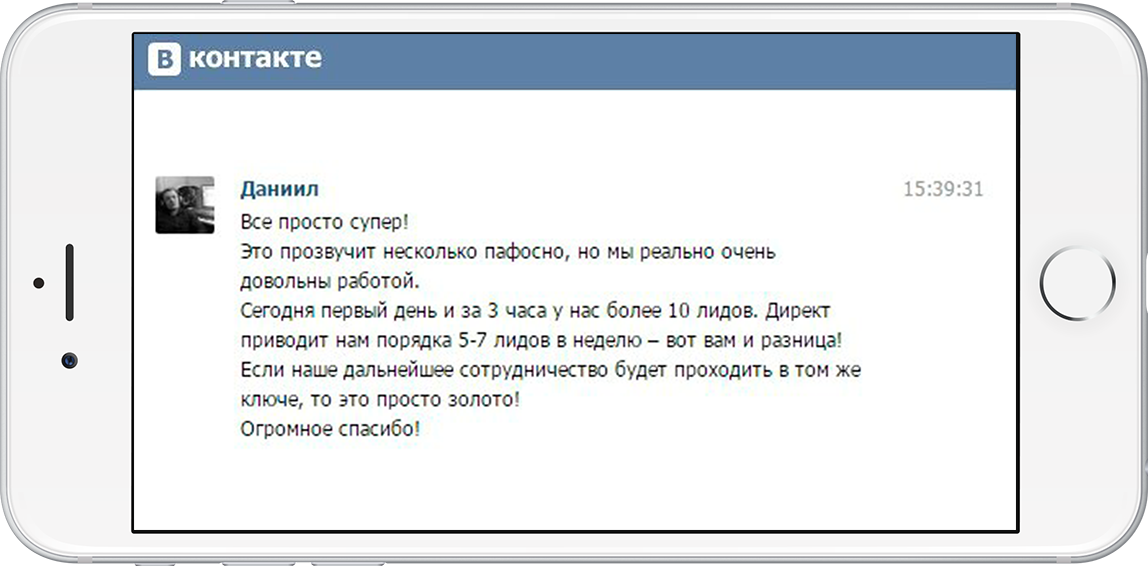 В контакте
Даниил
15:39:31
Все просто супер!
Это прозвучит несколько пафосно, но мы реально очень
довольны работой.
Сегодня первый день и за 3 часа у нас более 10 лидов. Директ
приводит нам порядка 5-7 лидов в неделю – вот вам и разница!
Если наше дальнейшее сотрудничество будет проходить в том же
ключе, то это просто золото!
Огромное спасибо!